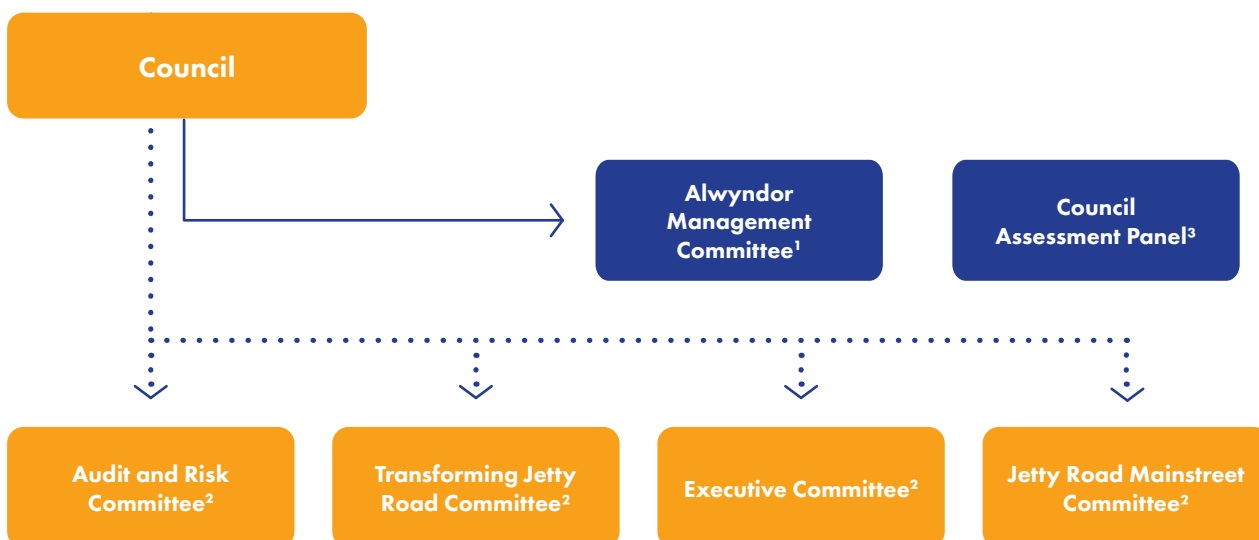 Council
Alwyndor
Management
Committee¹
Council
Assessment Panel³
Audit and Risk
Committee²
Transforming Jetty
Road Committee²
Executive Committee²
Jetty Road Mainstreet
Committee²